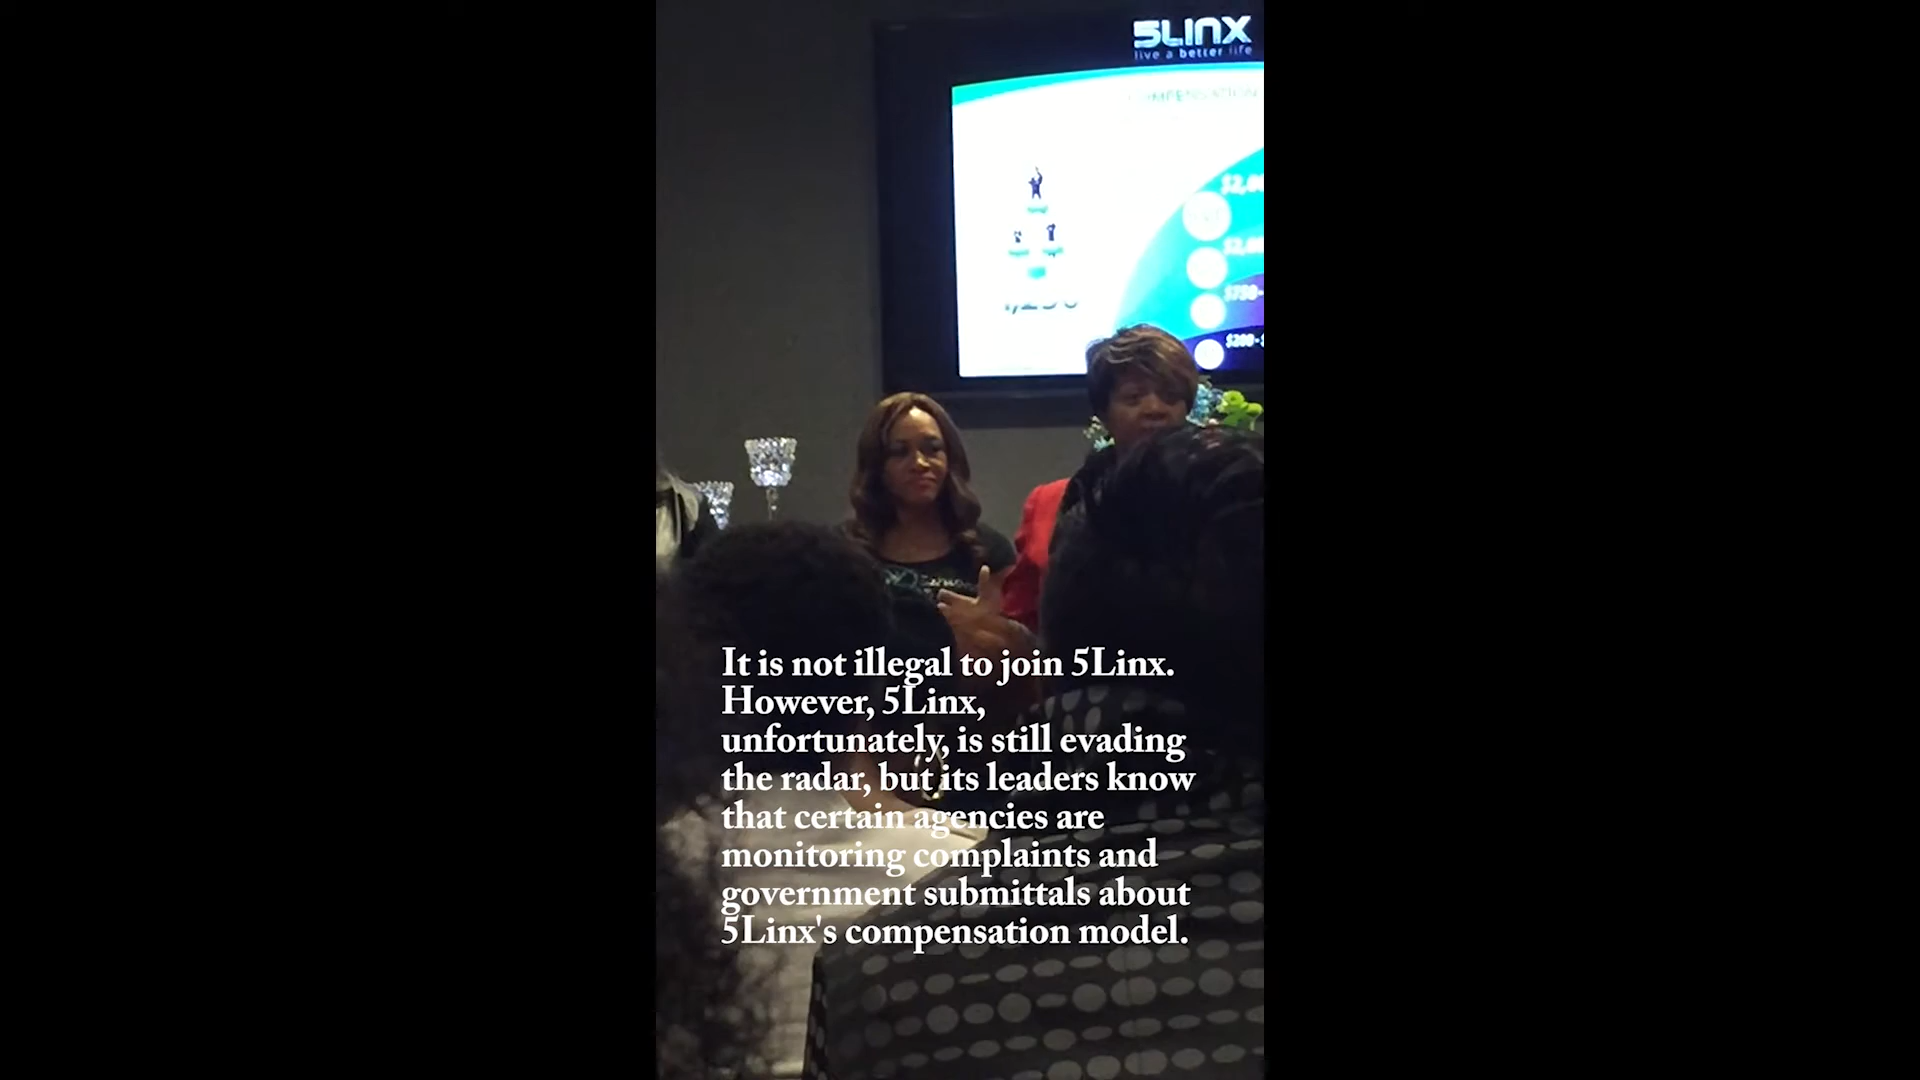 5LINX
live a better life
COMPENSATION
It is not illegal to join 5Linx.
However, 5Linx,
unfortunately, is still evading
the radar, but its leaders know
that certain agencies are
monitoring complaints and
government submittals about
5Linx's compensation model.